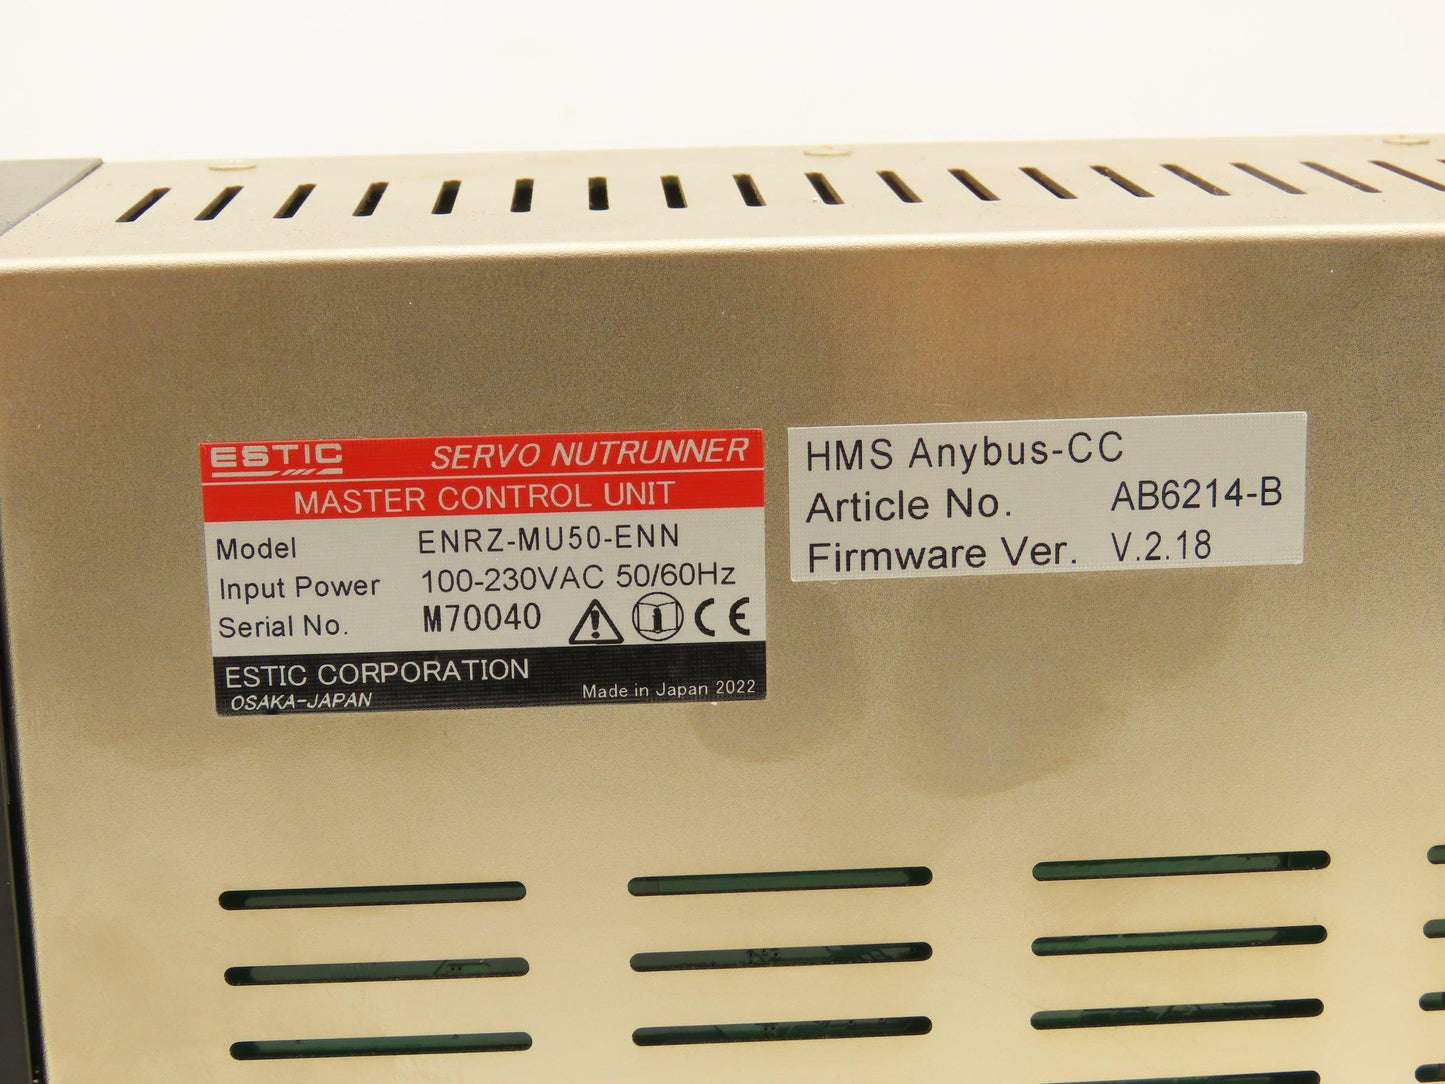 ESTIC SERVO NUTRUNNER
MASTER CONTROL UNIT
Model ENRZ-MU50-ENN
Input Power 100-230VAC 50/60Hz
Serial No. M70040 CE
ESTIC CORPORATION
OSAKA-JAPAN Made in Japan 2022
HMS Anybus-CC
Article No. AB6214-B
Firmware Ver. V.2.18